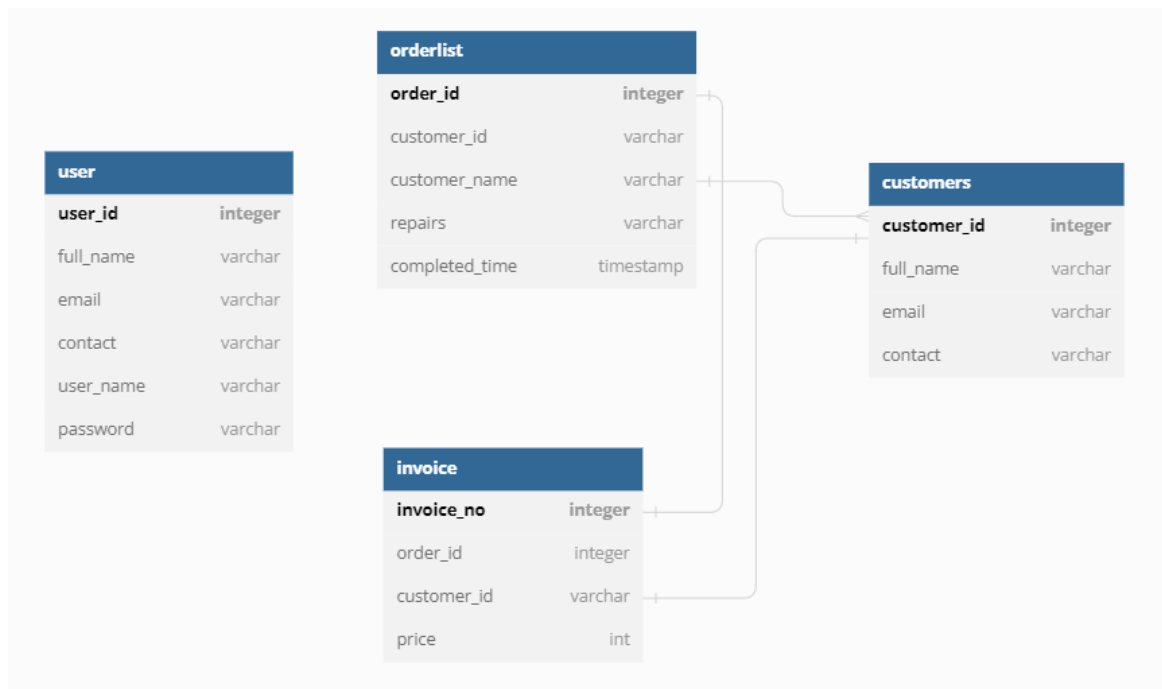 orderlist
order_id integer
customer_id varchar
customer_name varchar
repairs varchar
completed_time timestamp
user
user_id integer
full_name varchar
email varchar
contact varchar
user_name varchar
password varchar
customers
customer_id integer
full_name varchar
email varchar
contact varchar
invoice
invoice_no integer
order_id integer
customer_id varchar
price int